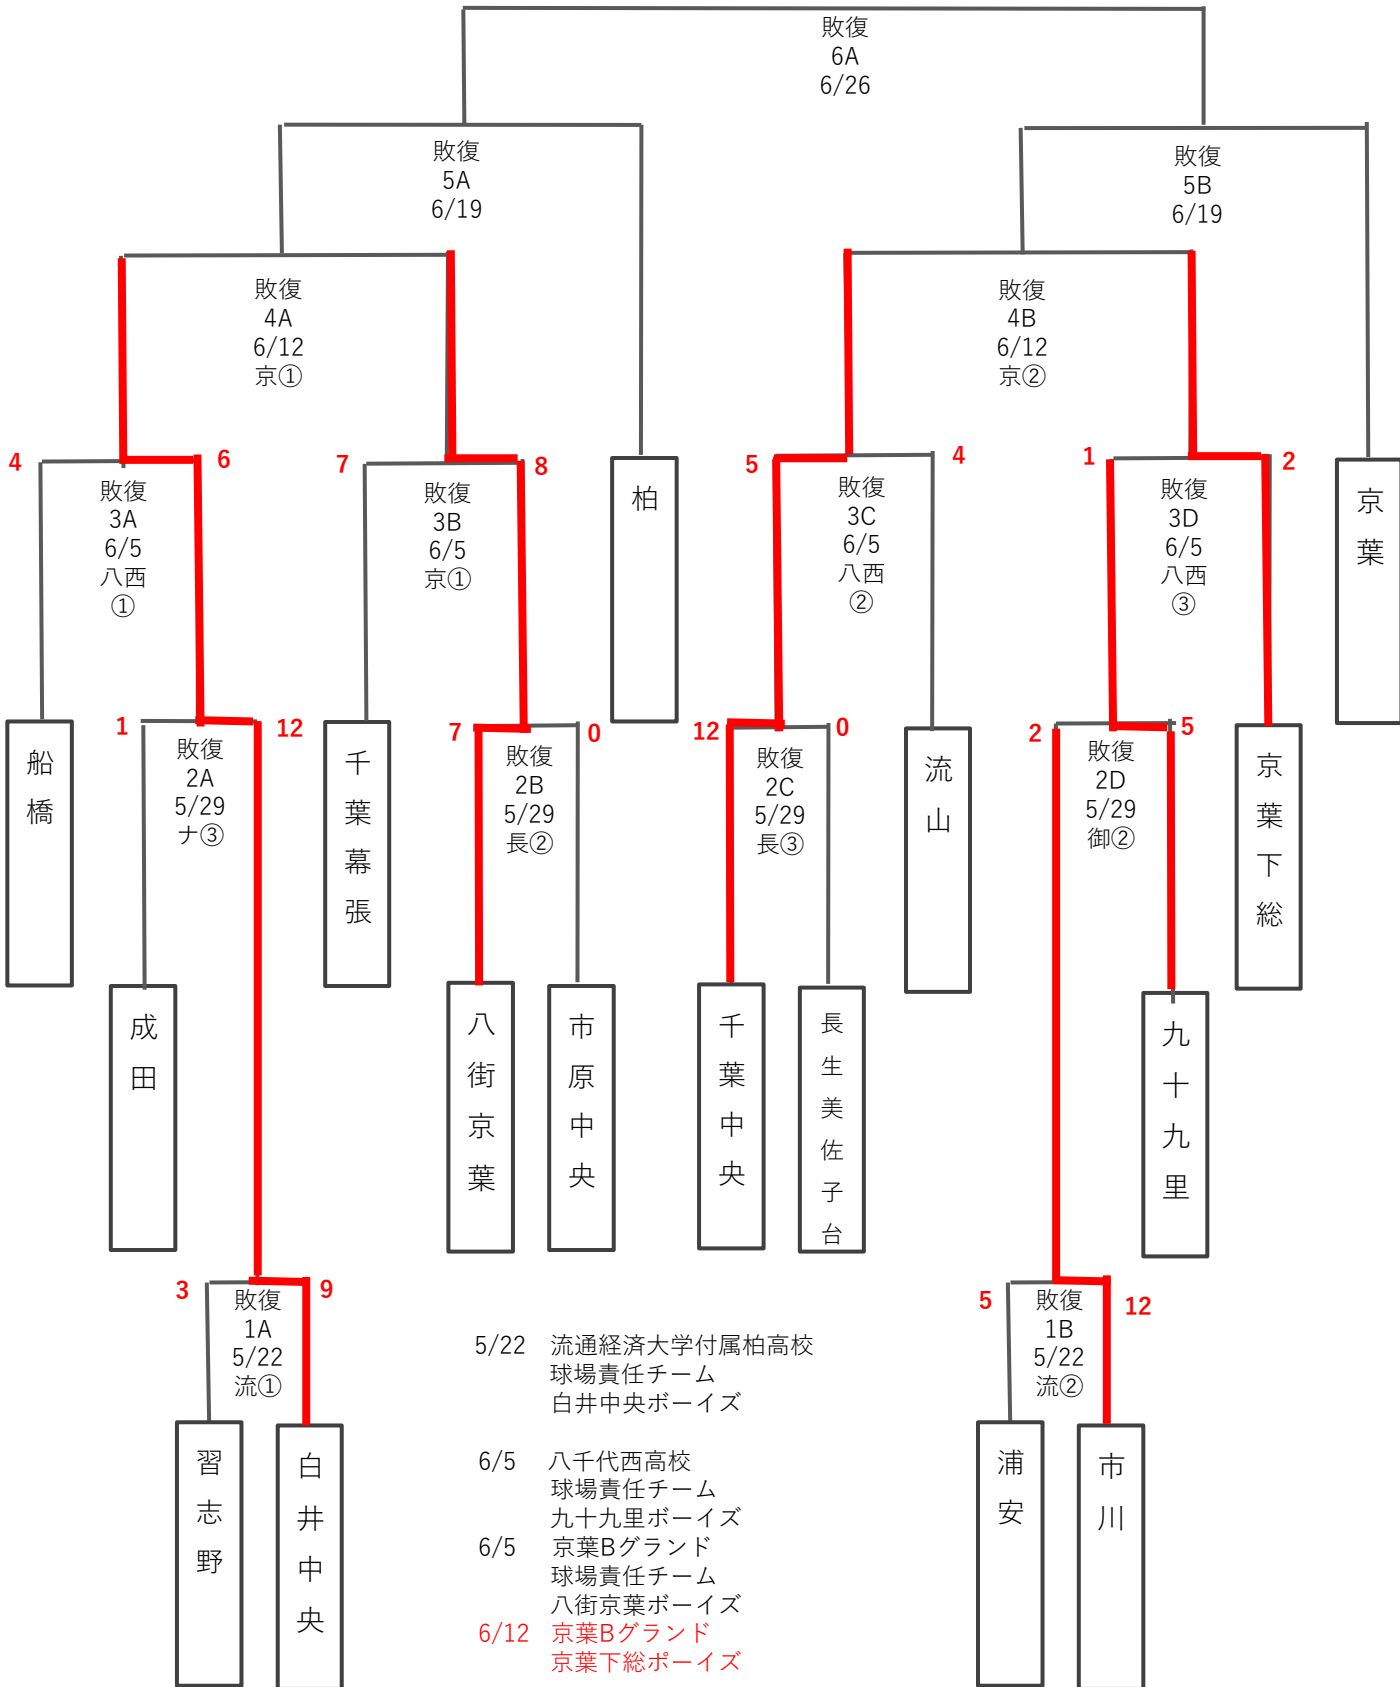 敗復
6A
6/26
敗復
5A
6/19
敗復
5B
6/19
敗復
4A
6/12
京①
敗復
4B
6/12
京②
4
6
敗復
3A
6/5
八西
①
7
8
敗復
3B
6/5
京①
柏
5
4
敗復
3C
6/5
八西
②
1
2
敗復
3D
6/5
八西
③
京葉
船橋
1
12
敗復
2A
5/29
ナ③
千葉幕張
7
0
敗復
2B
5/29
長②
12
0
敗復
2C
5/29
長③
流山
2
5
敗復
2D
5/29
御②
京葉下総
成田
八街京葉
市原中央
千葉中央
長生美佐子台
九十九里
3
9
敗復
1A
5/22
流①
5
12
敗復
1B
5/22
流②
習志野
白井中央
浦安
市川
5/22 流通経済大学付属柏高校
球場責任チーム
白井中央ボーイズ
6/5 八千代西高校
球場責任チーム
九十九里ボーイズ
6/5 京葉Bグランド
球場責任チーム
八街京葉ボーイズ
6/12 京葉Bグランド
京葉下総ポーイズ